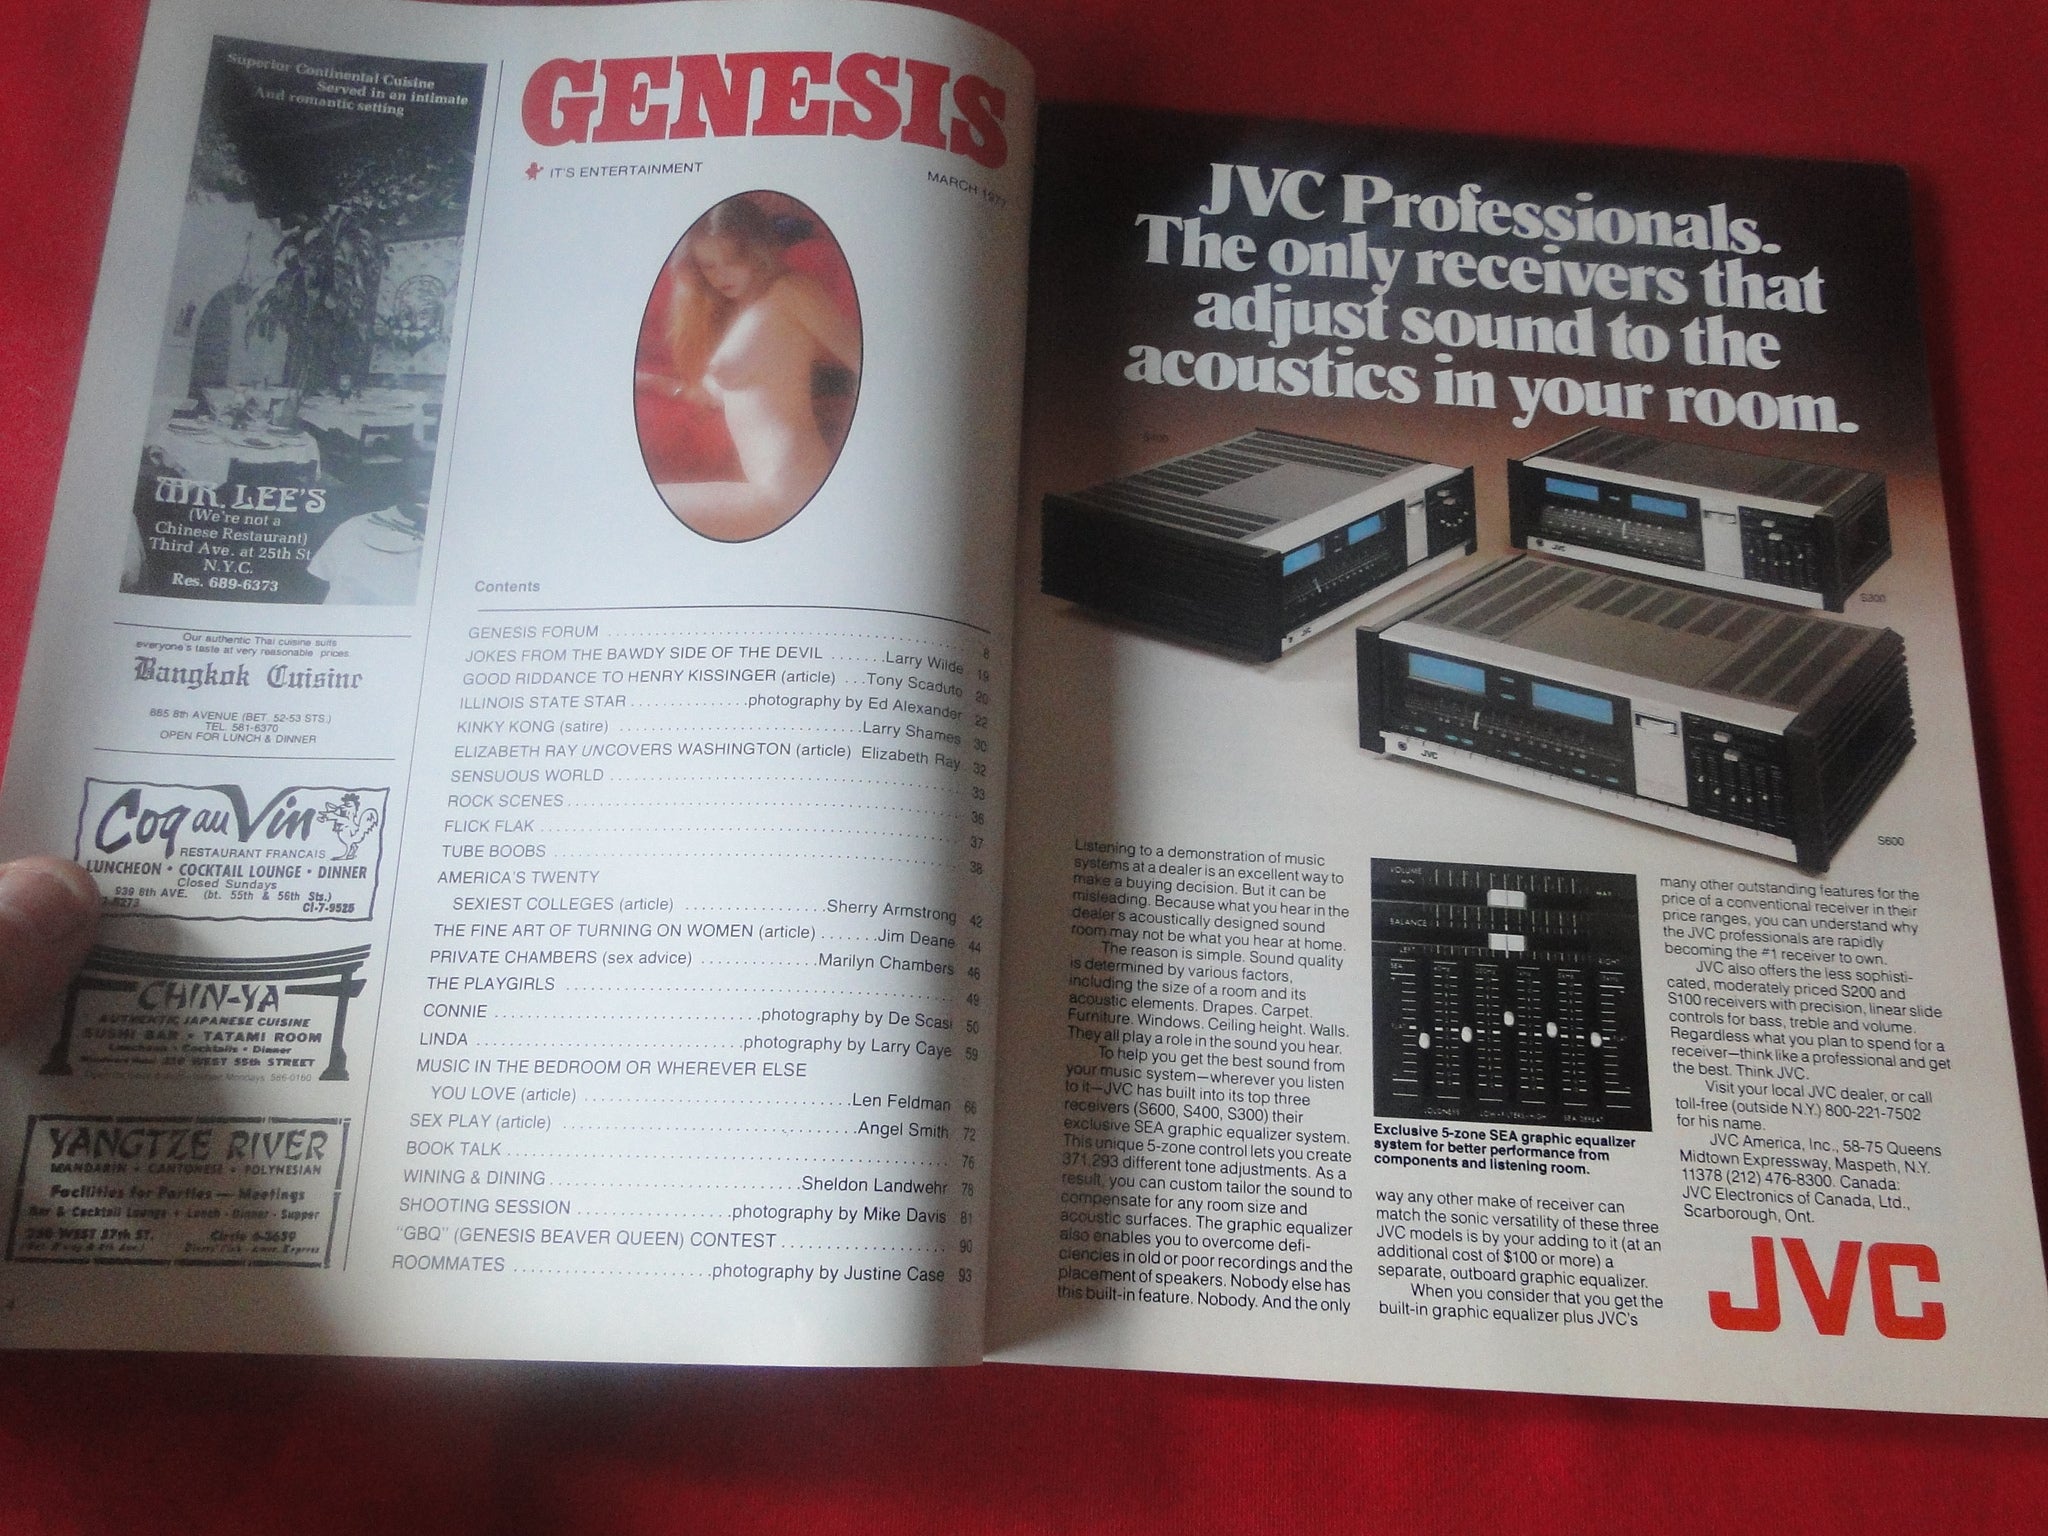 Superior Continental Cuisine
Served in an intimate
And romantic setting
MR. LEE'S
(We're not a
Chinese Restaurant)
Third Ave. at 25th St
N.Y.C.
Res. 689-6373
Our authentic Thai cuisine suits
everyone's taste at very reasonable prices.
Bangkok Cuisine
885 8th AVENUE (BET. 52-53 STS.)
TEL. 581-6370
OPEN FOR LUNCH & DINNER
Coq au Vin
RESTAURANT FRANCAIS
LUNCHEON • COCKTAIL LOUNGE • DINNER
Closed Sundays
939 8th AVE. (bt. 55th & 56th Sts.)
CI-7-9525
CHIN-YA
AUTHENTIC JAPANESE CUISINE
SUSHI BAR • TATAMI ROOM
Luncheon • Cocktails • Dinner
WEST 55th STREET
586-0160
YANGTZE RIVER
MANDARIN • CANTONESE • POLYNESIAN
Facilities for Parties — Meetings
Bar & Cocktail Lounge • Lunch - Dinner - Supper
WEST 57th ST.
4
GENESIS
IT'S ENTERTAINMENT
MARCH 1977
Contents
GENESIS FORUM 8
JOKES FROM THE BAWDY SIDE OF THE DEVIL .......Larry Wilde 19
GOOD RIDDANCE TO HENRY KISSINGER (article) ...Tony Scaduto 20
ILLINOIS STATE STAR ...............photography by Ed Alexander 22
KINKY KONG (satire) ...............Larry Shames 30
ELIZABETH RAY UNCOVERS WASHINGTON (article) Elizabeth Ray 32
SENSUOUS WORLD 33
ROCK SCENES 36
FLICK FLAK 37
TUBE BOOBS 38
AMERICA'S TWENTY
SEXIEST COLLEGES (article) ...............Sherry Armstrong 42
THE FINE ART OF TURNING ON WOMEN (article) .......Jim Deane 44
PRIVATE CHAMBERS (sex advice) .............Marilyn Chambers 46
THE PLAYGIRLS 49
CONNIE ...............photography by De Scasi 50
LINDA ...............photography by Larry Caye 59
MUSIC IN THE BEDROOM OR WHEREVER ELSE
YOU LOVE (article) ...............Len Feldman 66
SEX PLAY (article) ...............Angel Smith 72
BOOK TALK 76
WINING & DINING ...............Sheldon Landwehr 78
SHOOTING SESSION ...............photography by Mike Davis 81
"GBQ" (GENESIS BEAVER QUEEN) CONTEST 90
ROOMMATES ...............photography by Justine Case 93
JVC Professionals.
The only receivers that
adjust sound to the
acoustics in your room.
S300
JVC
JVC
JVC
S600
Listening to a demonstration of music
systems at a dealer is an excellent way to
make a buying decision. But it can be
misleading. Because what you hear in the
dealer's acoustically designed sound
room may not be what you hear at home.
The reason is simple. Sound quality
is determined by various factors,
including the size of a room and its
acoustic elements. Drapes. Carpet.
Furniture. Windows. Ceiling height. Walls.
They all play a role in the sound you hear.
To help you get the best sound from
your music system—wherever you listen
to it—JVC has built into its top three
receivers (S600, S400, S300) their
exclusive SEA graphic equalizer system.
This unique 5-zone control lets you create
371,293 different tone adjustments. As a
result, you can custom tailor the sound to
compensate for any room size and
acoustic surfaces. The graphic equalizer
also enables you to overcome defi-
ciencies in old or poor recordings and the
placement of speakers. Nobody else has
this built-in feature. Nobody. And the only
VOLUME
MIN MAX
BALANCE
LEFT RIGHT
SEA
LOUDNESS
SEA DEFEAT
Exclusive 5-zone SEA graphic equalizer
system for better performance from
components and listening room.
way any other make of receiver can
match the sonic versatility of these three
JVC models is by your adding to it (at an
additional cost of $100 or more) a
separate, outboard graphic equalizer.
When you consider that you get the
built-in graphic equalizer plus JVC's
many other outstanding features for the
price of a conventional receiver in their
price ranges, you can understand why
the JVC professionals are rapidly
becoming the #1 receiver to own.
JVC also offers the less sophisti-
cated, moderately priced S200 and
S100 receivers with precision, linear slide
controls for bass, treble and volume.
Regardless what you plan to spend for a
receiver—think like a professional and get
the best. Think JVC.
Visit your local JVC dealer, or call
toll-free (outside N.Y.) 800-221-7502
for his name.
JVC America, Inc., 58-75 Queens
Midtown Expressway, Maspeth, N.Y.
11378 (212) 476-8300. Canada:
JVC Electronics of Canada, Ltd.,
Scarborough, Ont.
JVC